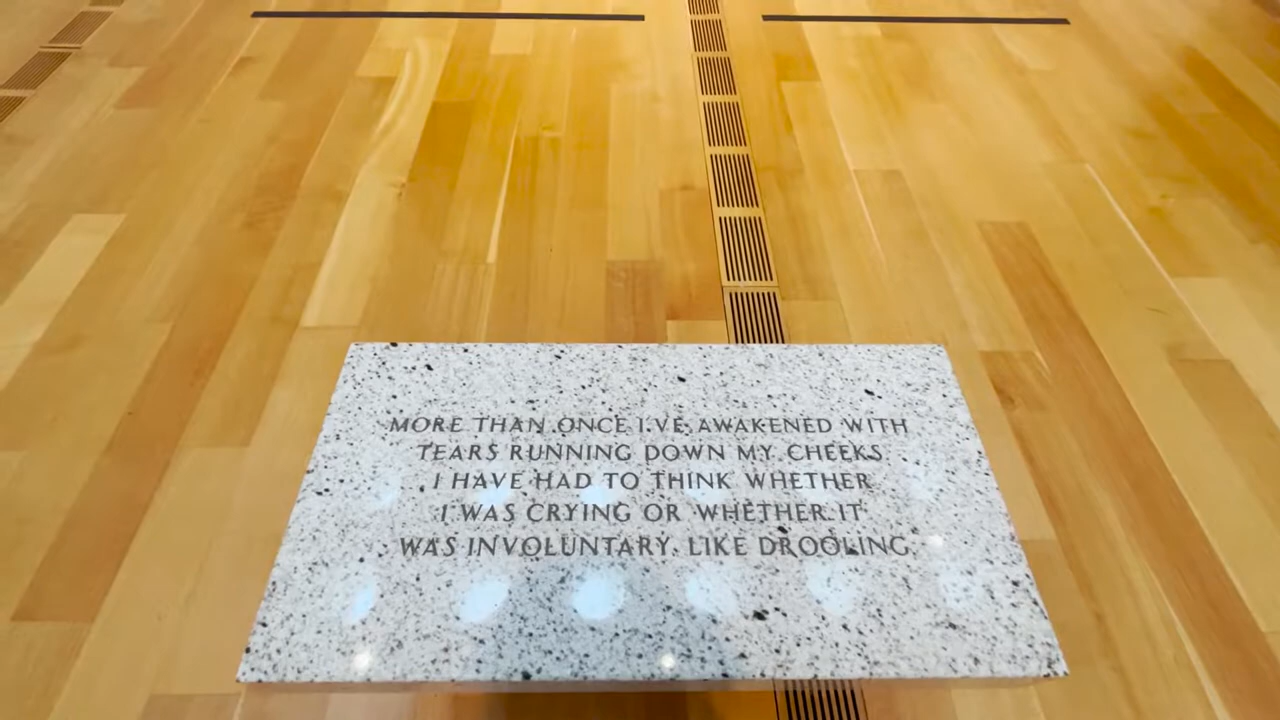 MORE THAN ONCE I'VE AWAKENED WITH
TEARS RUNNING DOWN MY CHEEKS.
I HAVE HAD TO THINK WHETHER
I WAS CRYING OR WHETHER IT
WAS INVOLUNTARY, LIKE DROOLING.